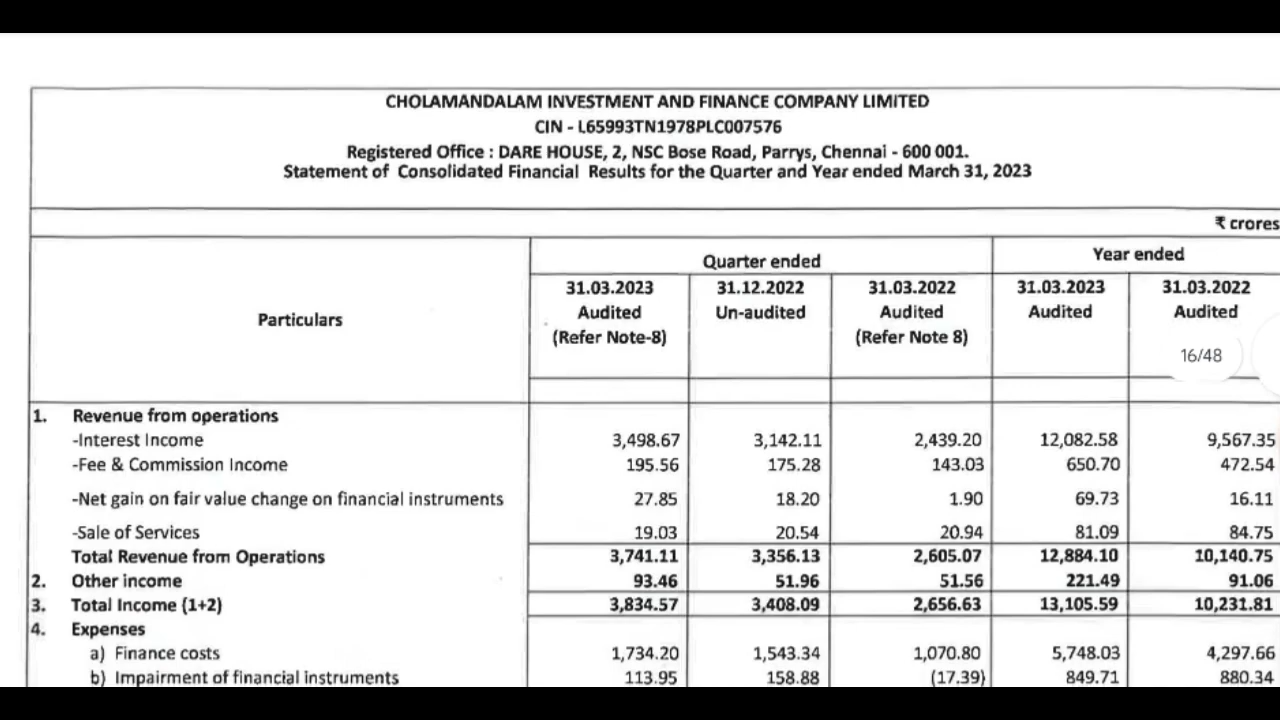 CHOLAMANDALAM INVESTMENT AND FINANCE COMPANY LIMITED
CIN - L65993TN1978PLC007576
Registered Office : DARE HOUSE, 2, NSC Bose Road, Parrys, Chennai - 600 001.
Statement of Consolidated Financial Results for the Quarter and Year ended March 31, 2023
₹ crores
Quarter ended Year ended
31.03.2023 31.12.2022 31.03.2022 31.03.2023 31.03.2022
Particulars Audited Un-audited Audited Audited Audited
(Refer Note-8) (Refer Note 8)
16/48
1. Revenue from operations
-Interest Income 3,498.67 3,142.11 2,439.20 12,082.58 9,567.35
-Fee & Commission Income 195.56 175.28 143.03 650.70 472.54
-Net gain on fair value change on financial instruments 27.85 18.20 1.90 69.73 16.11
-Sale of Services 19.03 20.54 20.94 81.09 84.75
Total Revenue from Operations 3,741.11 3,356.13 2,605.07 12,884.10 10,140.75
2. Other income 93.46 51.96 51.56 221.49 91.06
3. Total Income (1+2) 3,834.57 3,408.09 2,656.63 13,105.59 10,231.81
4. Expenses
a) Finance costs 1,734.20 1,543.34 1,070.80 5,748.03 4,297.66
b) Impairment of financial instruments 113.95 158.88 (17.39) 849.71 880.34